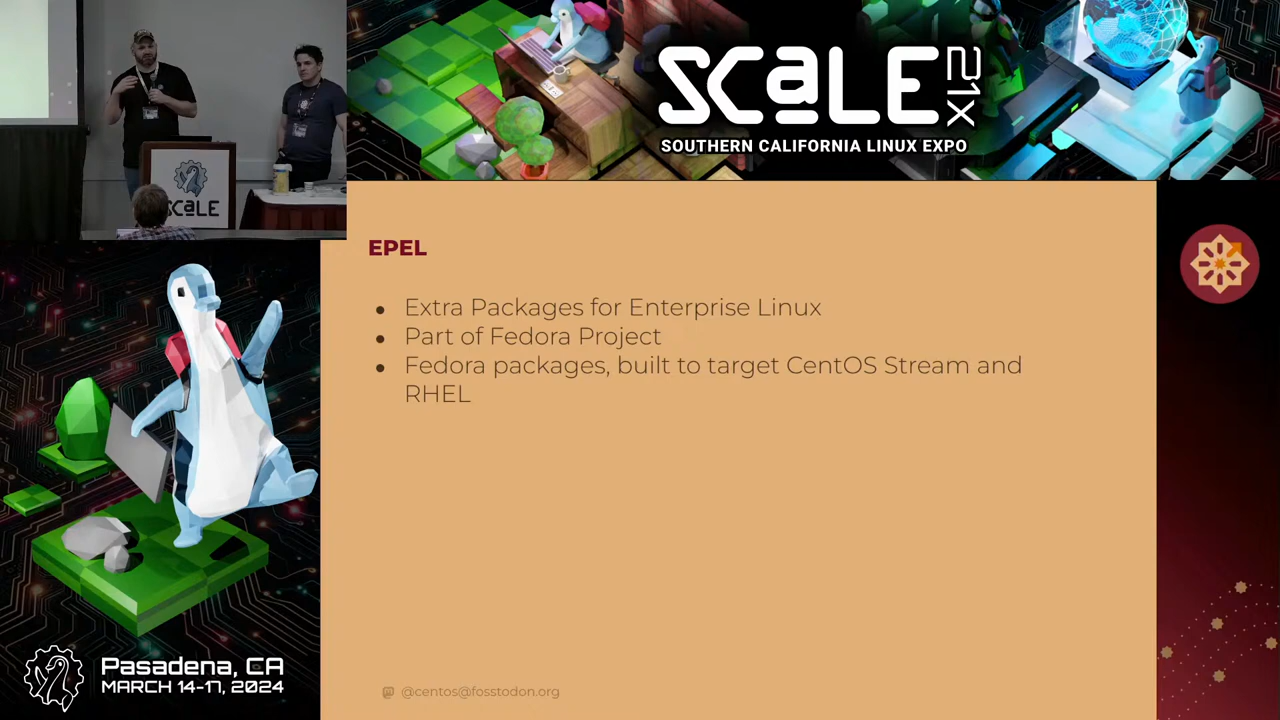 SCALE
21X
SOUTHERN CALIFORNIA LINUX EXPO
SCALE
EPEL
Extra Packages for Enterprise Linux
Part of Fedora Project
Fedora packages, built to target CentOS Stream and
RHEL
Pasadena, CA
MARCH 14-17, 2024
@centos@fosstodon.org